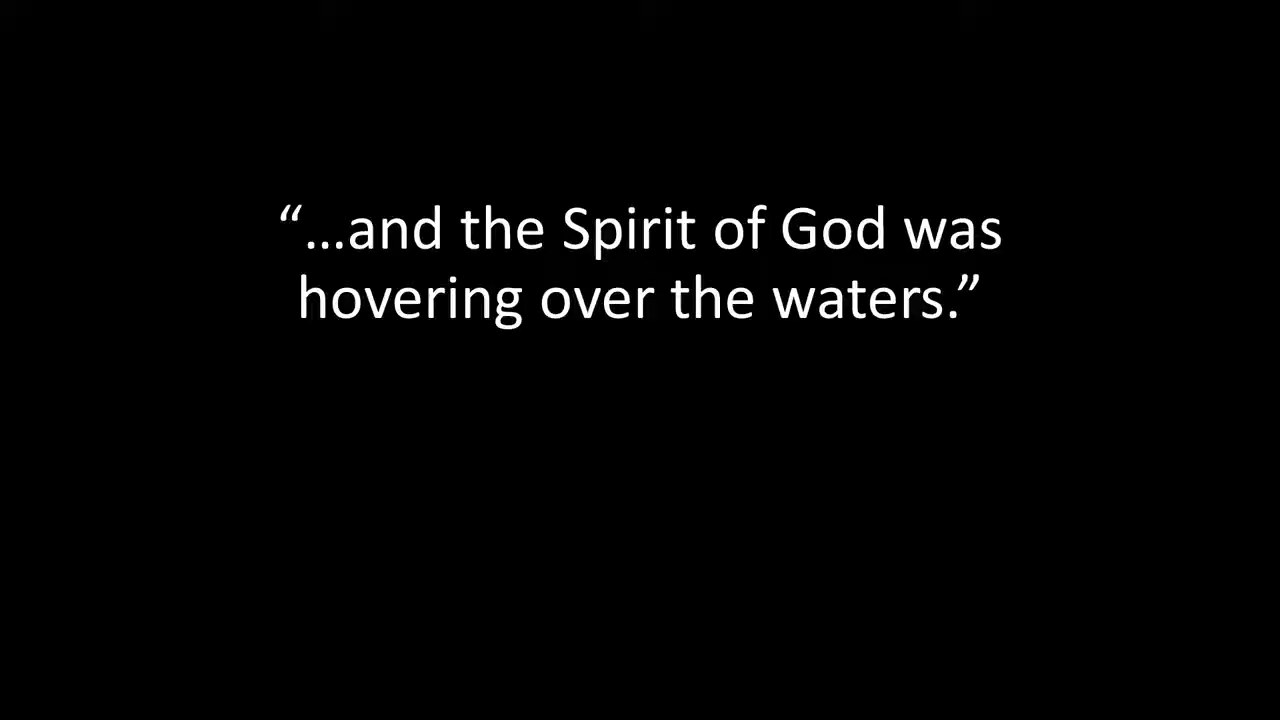 “…and the Spirit of God was
hovering over the waters.”